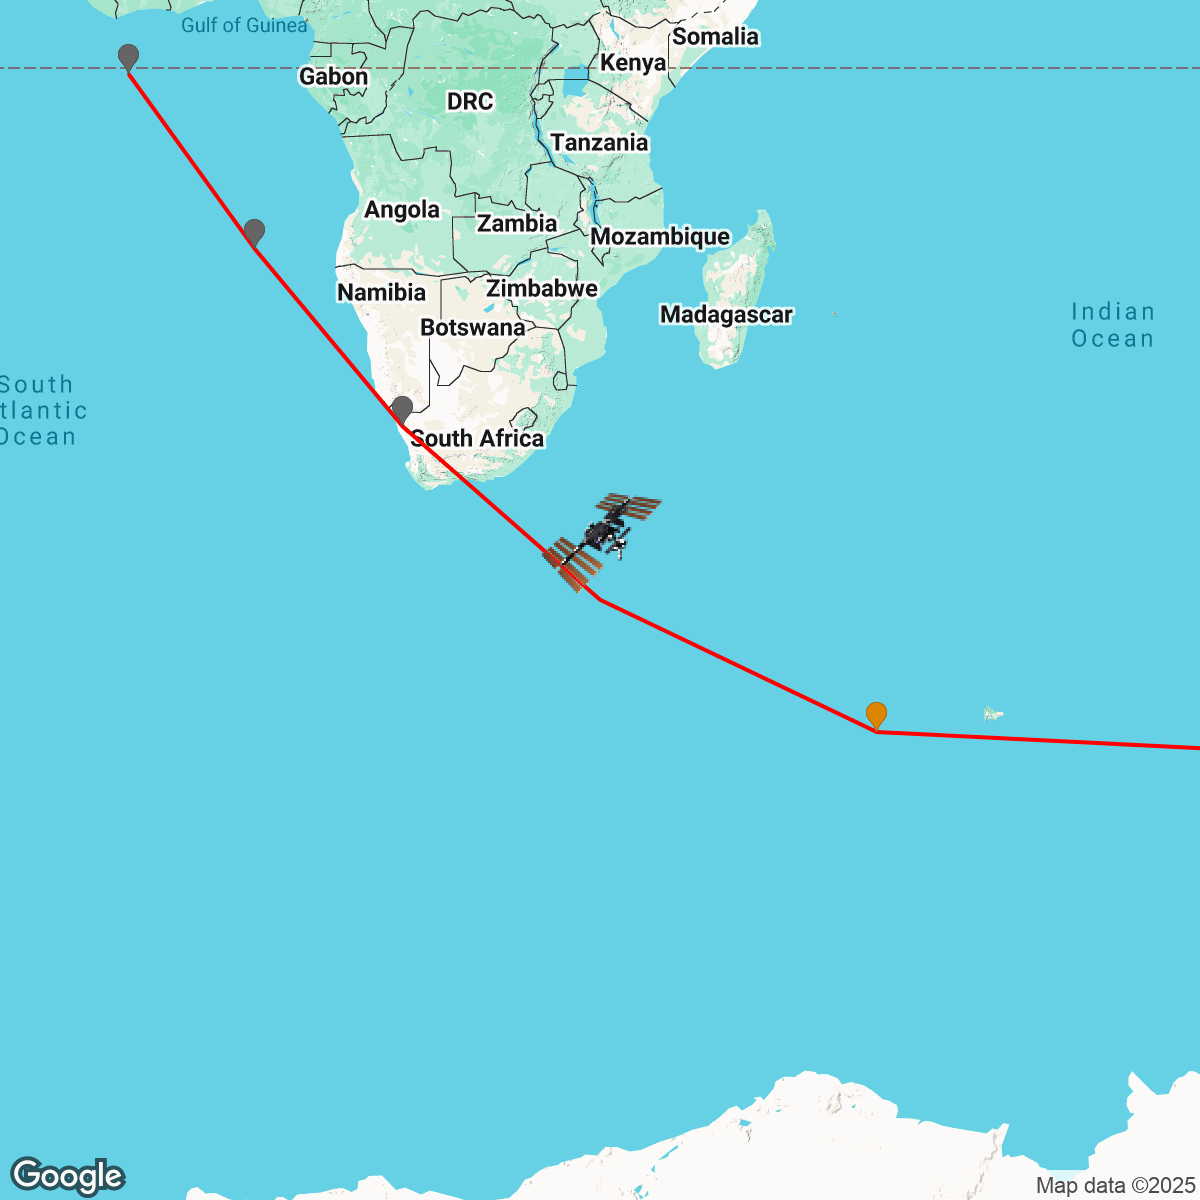 Gulf of Guinea
Somalia
Kenya
Gabon
DRC
Tanzania
Angola
Zambia
Mozambique
Namibia
Zimbabwe
Botswana
Madagascar
Indian
Ocean
South
tlantic
Ocean
South Africa
Google
Map data ©2025